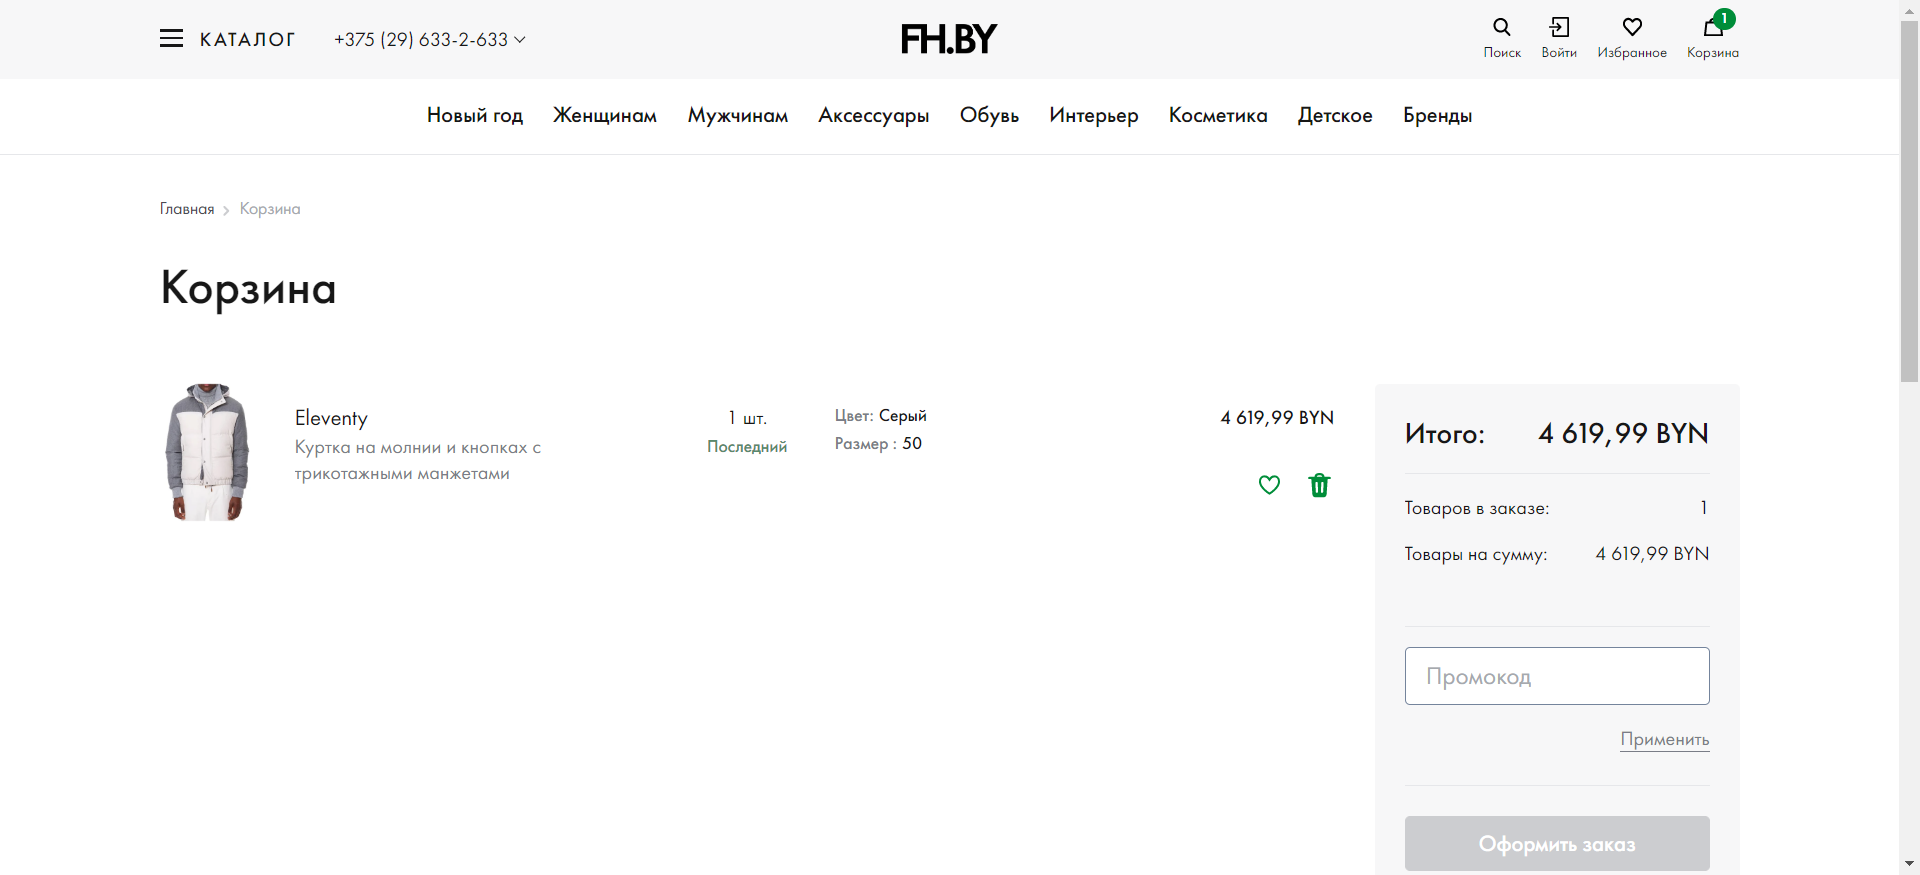 КАТАЛОГ
+375 (29) 633-2-633
FH.BY
Поиск
Войти
Избранное
1
Корзина
Новый год
Женщинам
Мужчинам
Аксессуары
Обувь
Интерьер
Косметика
Детское
Бренды
Главная
Корзина
Корзина
Eleventy
Куртка на молнии и кнопках с
трикотажными манжетами
1 шт.
Последний
Цвет: Серый
Размер : 50
4 619,99 BYN
Итого: 4 619,99 BYN
Товаров в заказе: 1
Товары на сумму: 4 619,99 BYN
Промокод
Применить
Оформить заказ